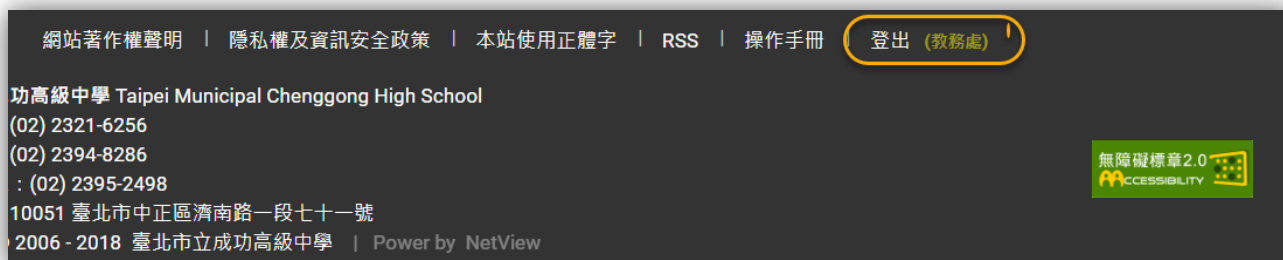 網站著作權聲明 | 隱私權及資訊安全政策 | 本站使用正體字 | RSS | 操作手冊 | 登出 (教務處)
功高級中學 Taipei Municipal Chenggong High School
(02) 2321-6256
(02) 2394-8286
: (02) 2395-2498
10051 臺北市中正區濟南路一段七十一號
2006 - 2018 臺北市立成功高級中學 | Power by NetView
無障礙標章2.0
ACCESSIBILITY